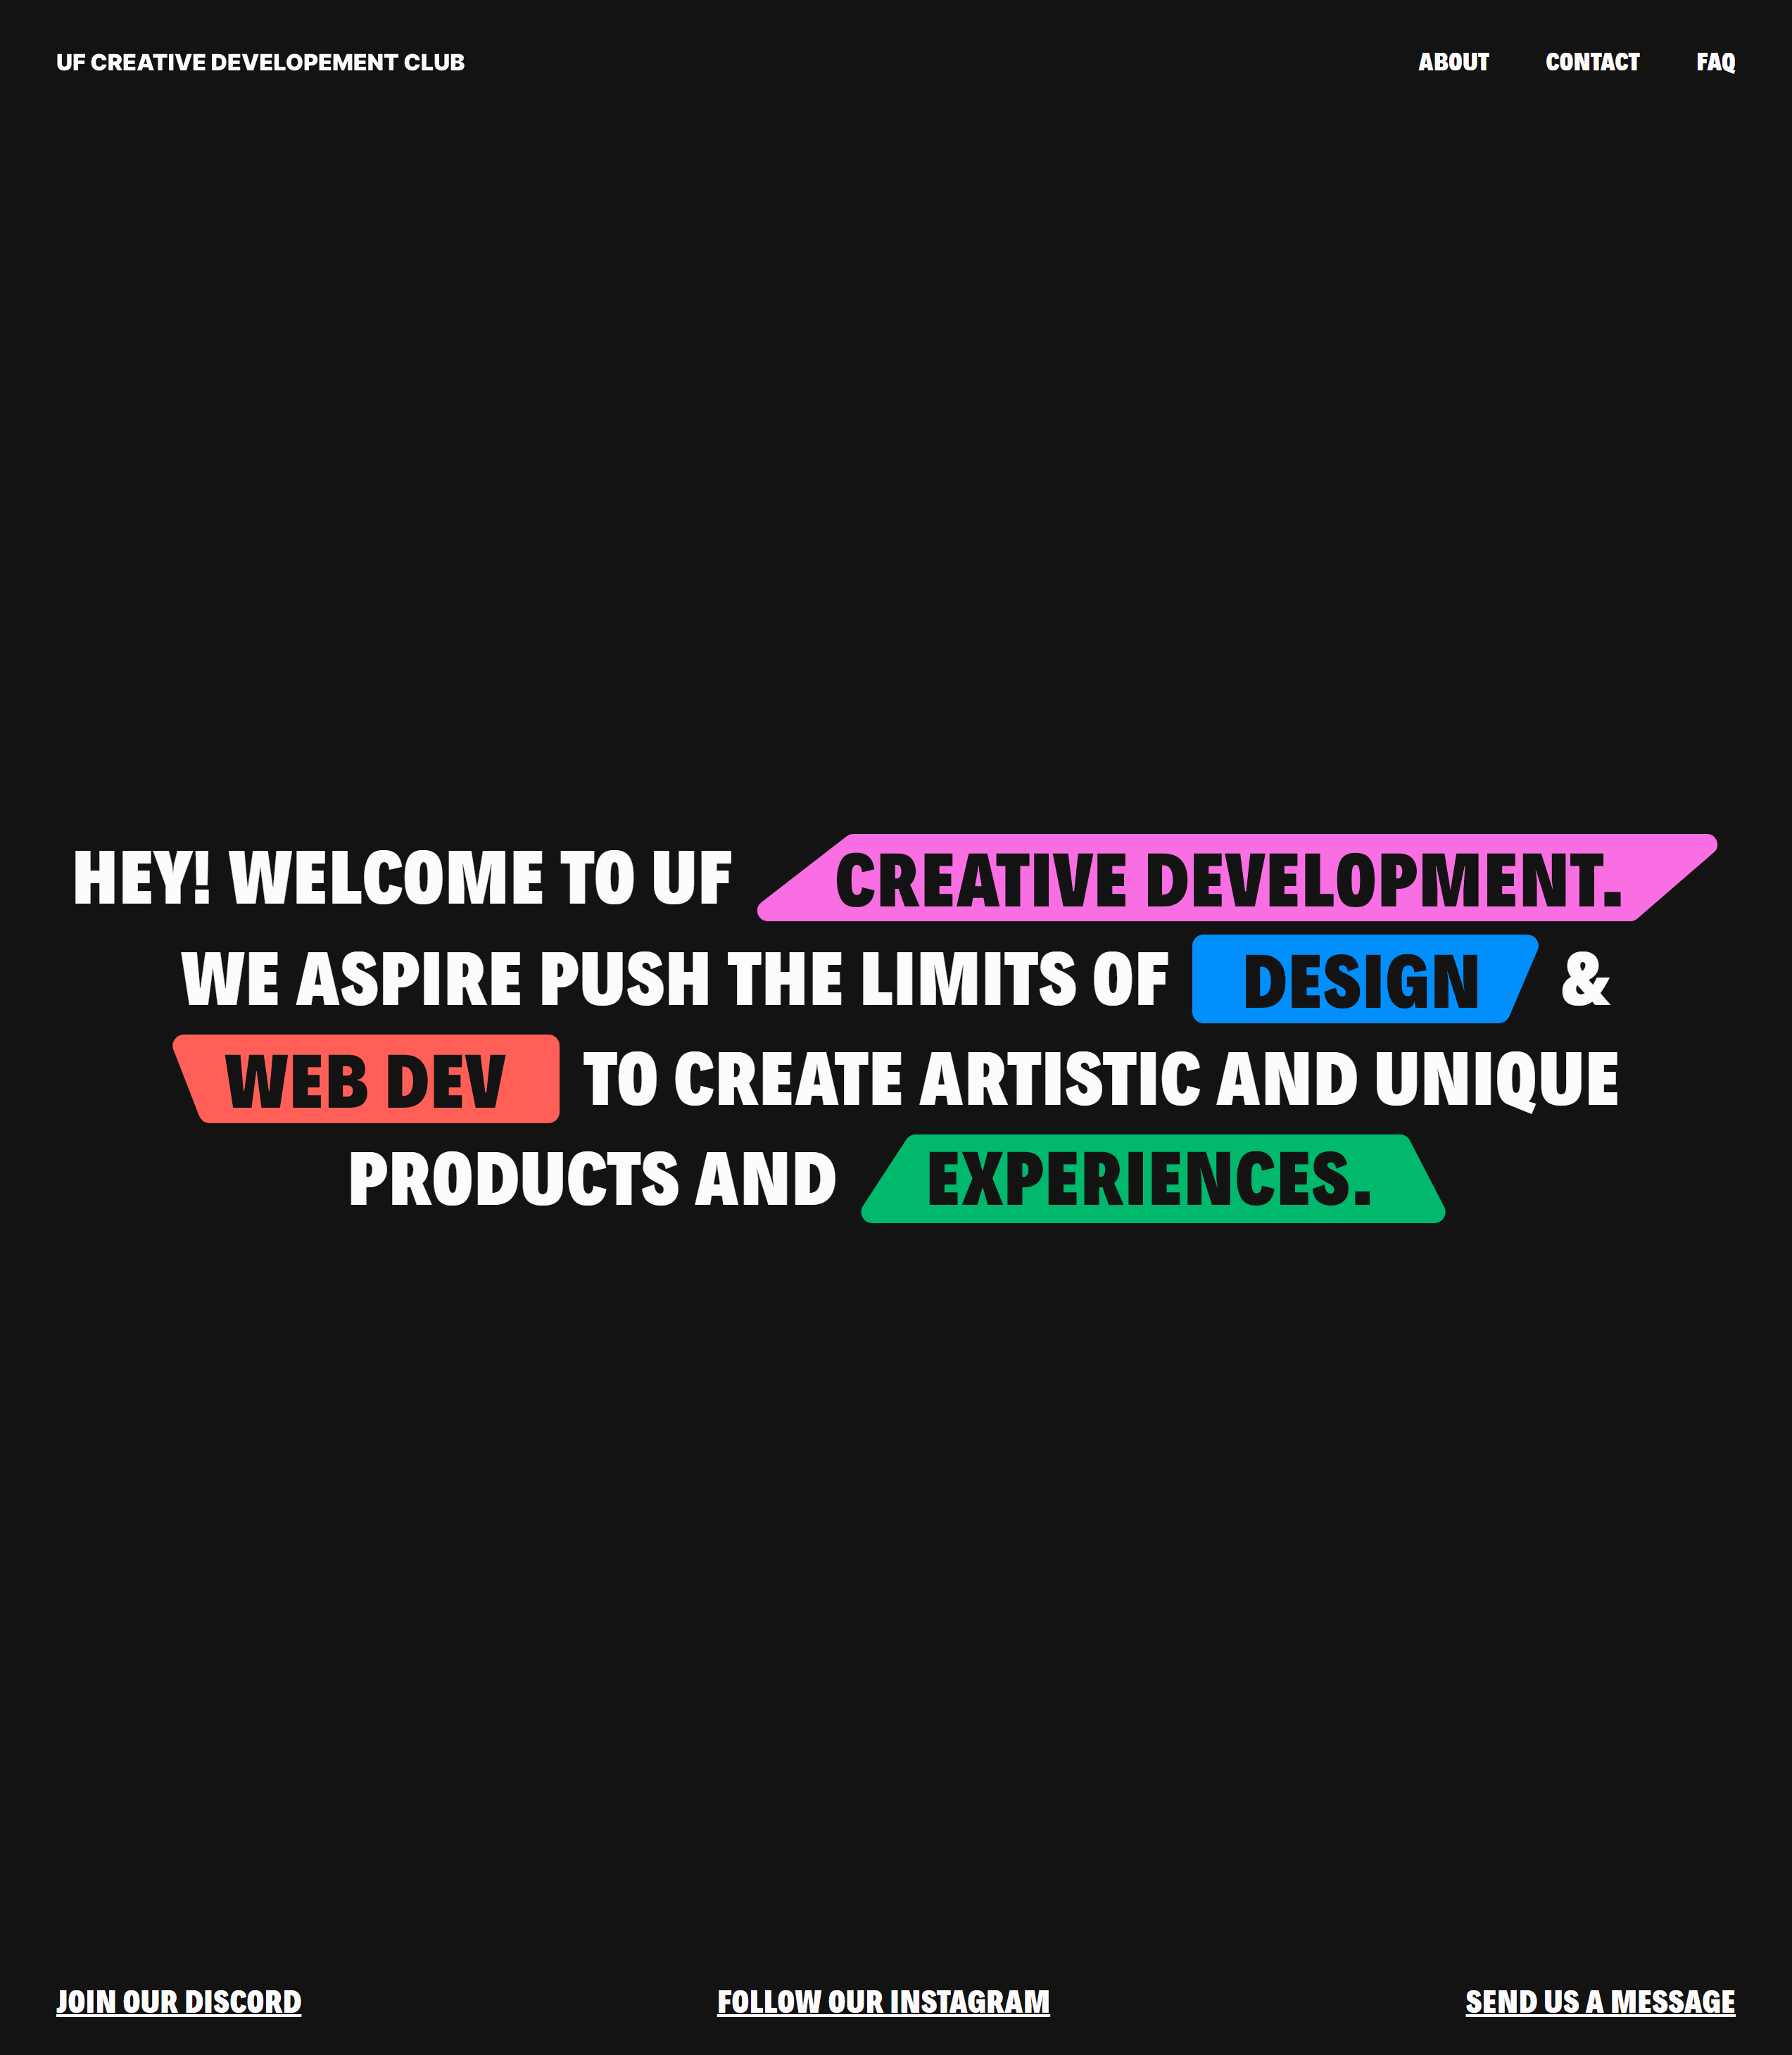 UF CREATIVE DEVELOPEMENT CLUB
ABOUT CONTACT FAQ
HEY! WELCOME TO UF CREATIVE DEVELOPMENT.
WE ASPIRE PUSH THE LIMITS OF DESIGN &
WEB DEV TO CREATE ARTISTIC AND UNIQUE
PRODUCTS AND EXPERIENCES.
JOIN OUR DISCORD
FOLLOW OUR INSTAGRAM
SEND US A MESSAGE